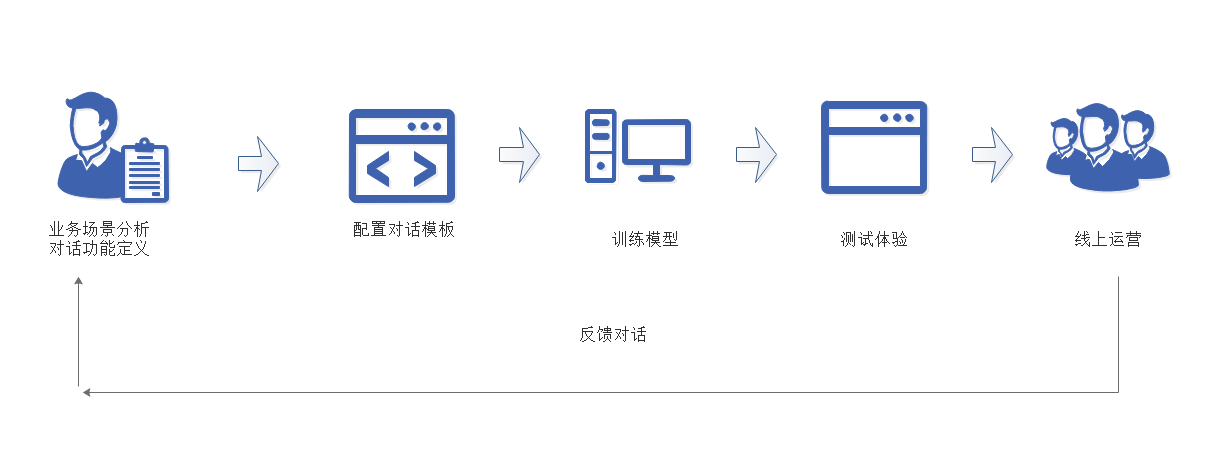 业务场景分析
对话功能定义
配置对话模板
训练模型
测试体验
线上运营
反馈对话